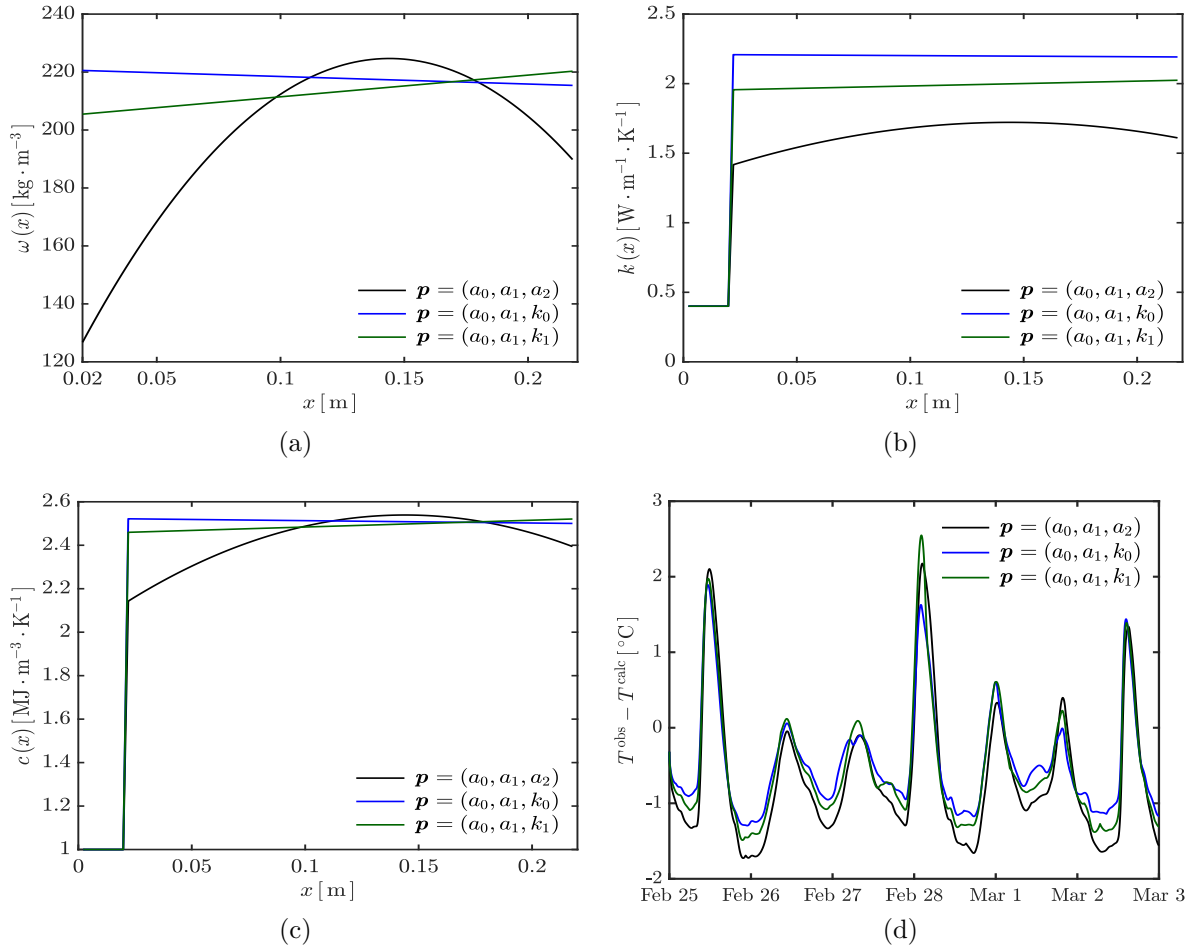 240
220
200
180
160
140
120
ω (x) [ kg · m⁻³ ]
p = (a₀, a₁, a₂)
p = (a₀, a₁, k₀)
p = (a₀, a₁, k₁)
0.02 0.05 0.1 0.15 0.2
x [ m ]
(a)
2.5
2
1.5
1
0.5
0
k (x) [ W · m⁻¹ · K⁻¹ ]
p = (a₀, a₁, a₂)
p = (a₀, a₁, k₀)
p = (a₀, a₁, k₁)
0 0.05 0.1 0.15 0.2
x [ m ]
(b)
2.6
2.4
2.2
2
1.8
1.6
1.4
1.2
1
c (x) [ MJ · m⁻³ · K⁻¹ ]
p = (a₀, a₁, a₂)
p = (a₀, a₁, k₀)
p = (a₀, a₁, k₁)
0 0.05 0.1 0.15 0.2
x [ m ]
(c)
3
2
1
0
-1
-2
T obs − T calc [ °C ]
p = (a₀, a₁, a₂)
p = (a₀, a₁, k₀)
p = (a₀, a₁, k₁)
Feb 25 Feb 26 Feb 27 Feb 28 Mar 1 Mar 2 Mar 3
(d)